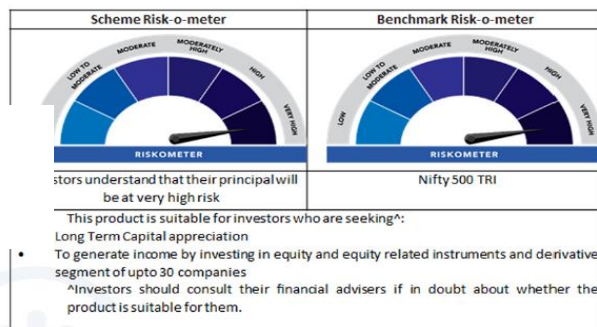 Scheme Risk-o-meter
Benchmark Risk-o-meter
LOW TO MODERATE
MODERATE
MODERATELY HIGH
HIGH
VERY HIGH
RISKOMETER
LOW
LOW TO MODERATE
MODERATE
MODERATELY HIGH
HIGH
VERY HIGH
RISKOMETER
stors understand that their principal will
be at very high risk
Nifty 500 TRI
This product is suitable for investors who are seeking^:
Long Term Capital appreciation
• To generate income by investing in equity and equity related instruments and derivative
segment of upto 30 companies
^Investors should consult their financial advisers if in doubt about whether the
product is suitable for them.